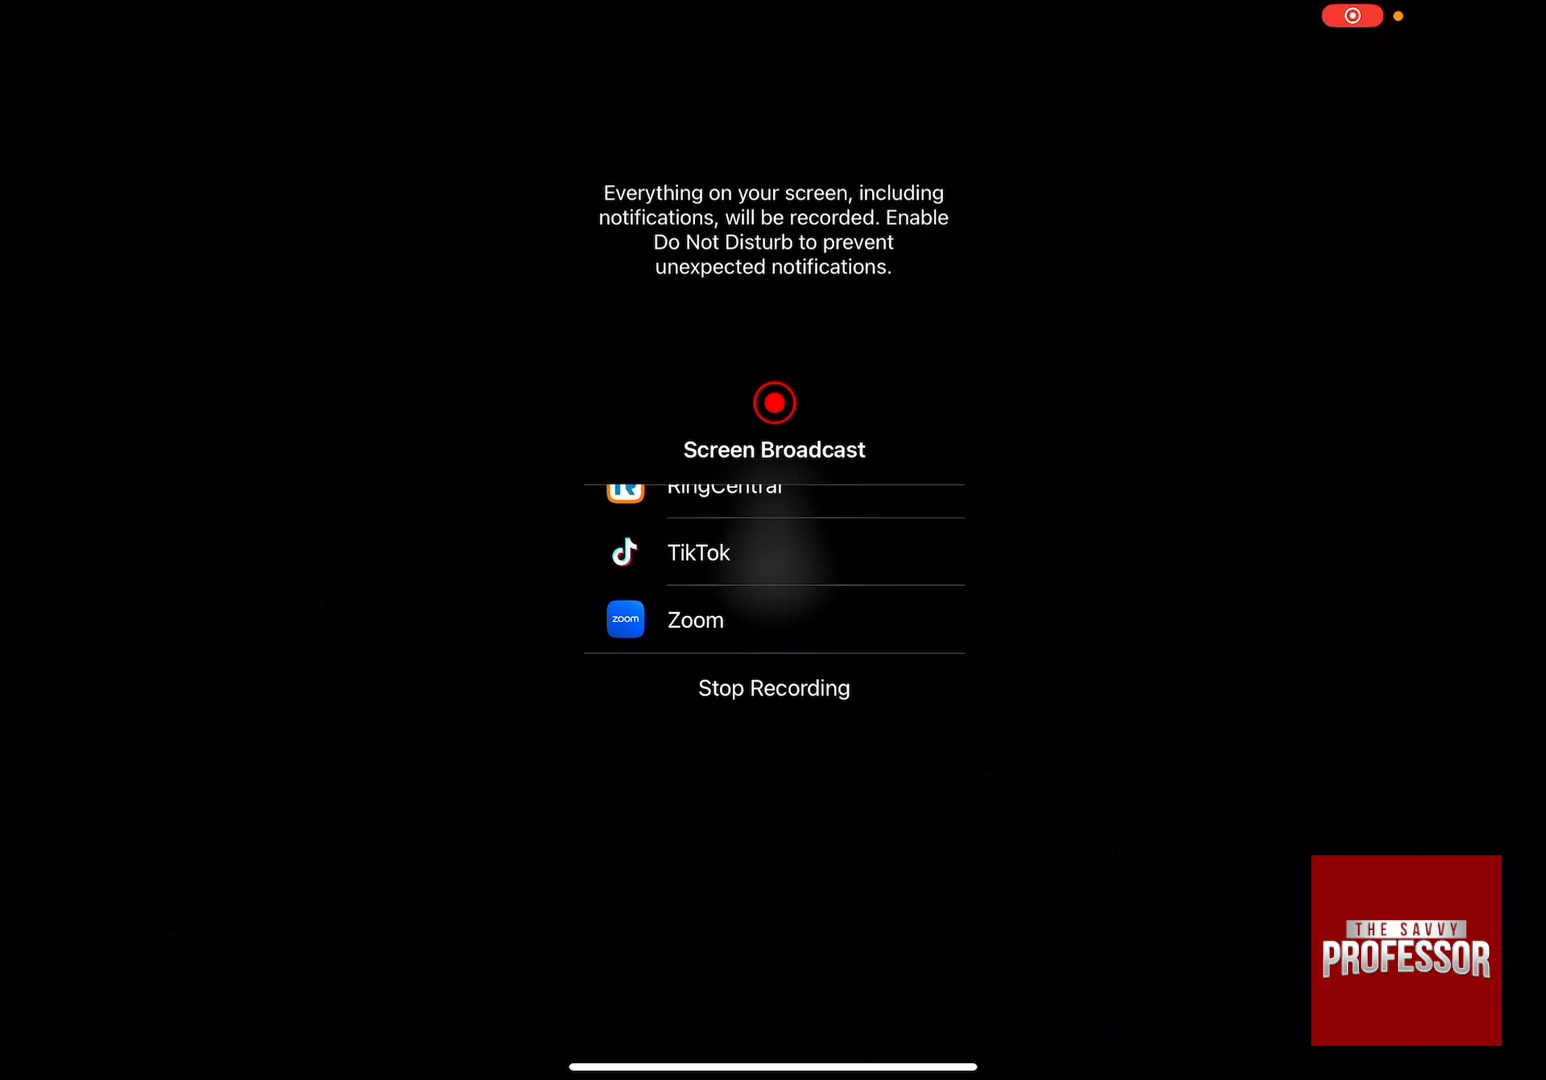 Everything on your screen, including
notifications, will be recorded. Enable
Do Not Disturb to prevent
unexpected notifications.
Screen Broadcast
RingCentral
TikTok
zoom Zoom
Stop Recording
THE SAVVY
PROFESSOR